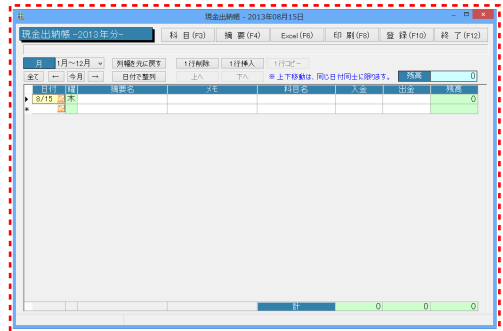 現金出納帳 - 2013年08月15日
現金出納帳 -2013年分- 科 目(F3) 摘 要(F4) Excel(F6) 印 刷(F8) 登 録(F10) 終 了(F12)
月 1月～12月 列幅を元に戻す 1行削除 1行挿入 1行コピー
全て ← 今月 → 日付で整列 上へ 下へ ※上下移動は、同じ日付同士に限ります。 残高 0
日付 曜 摘要名 メモ 科目名 入金 出金 残高
8/15 木 0
計 0 0 0